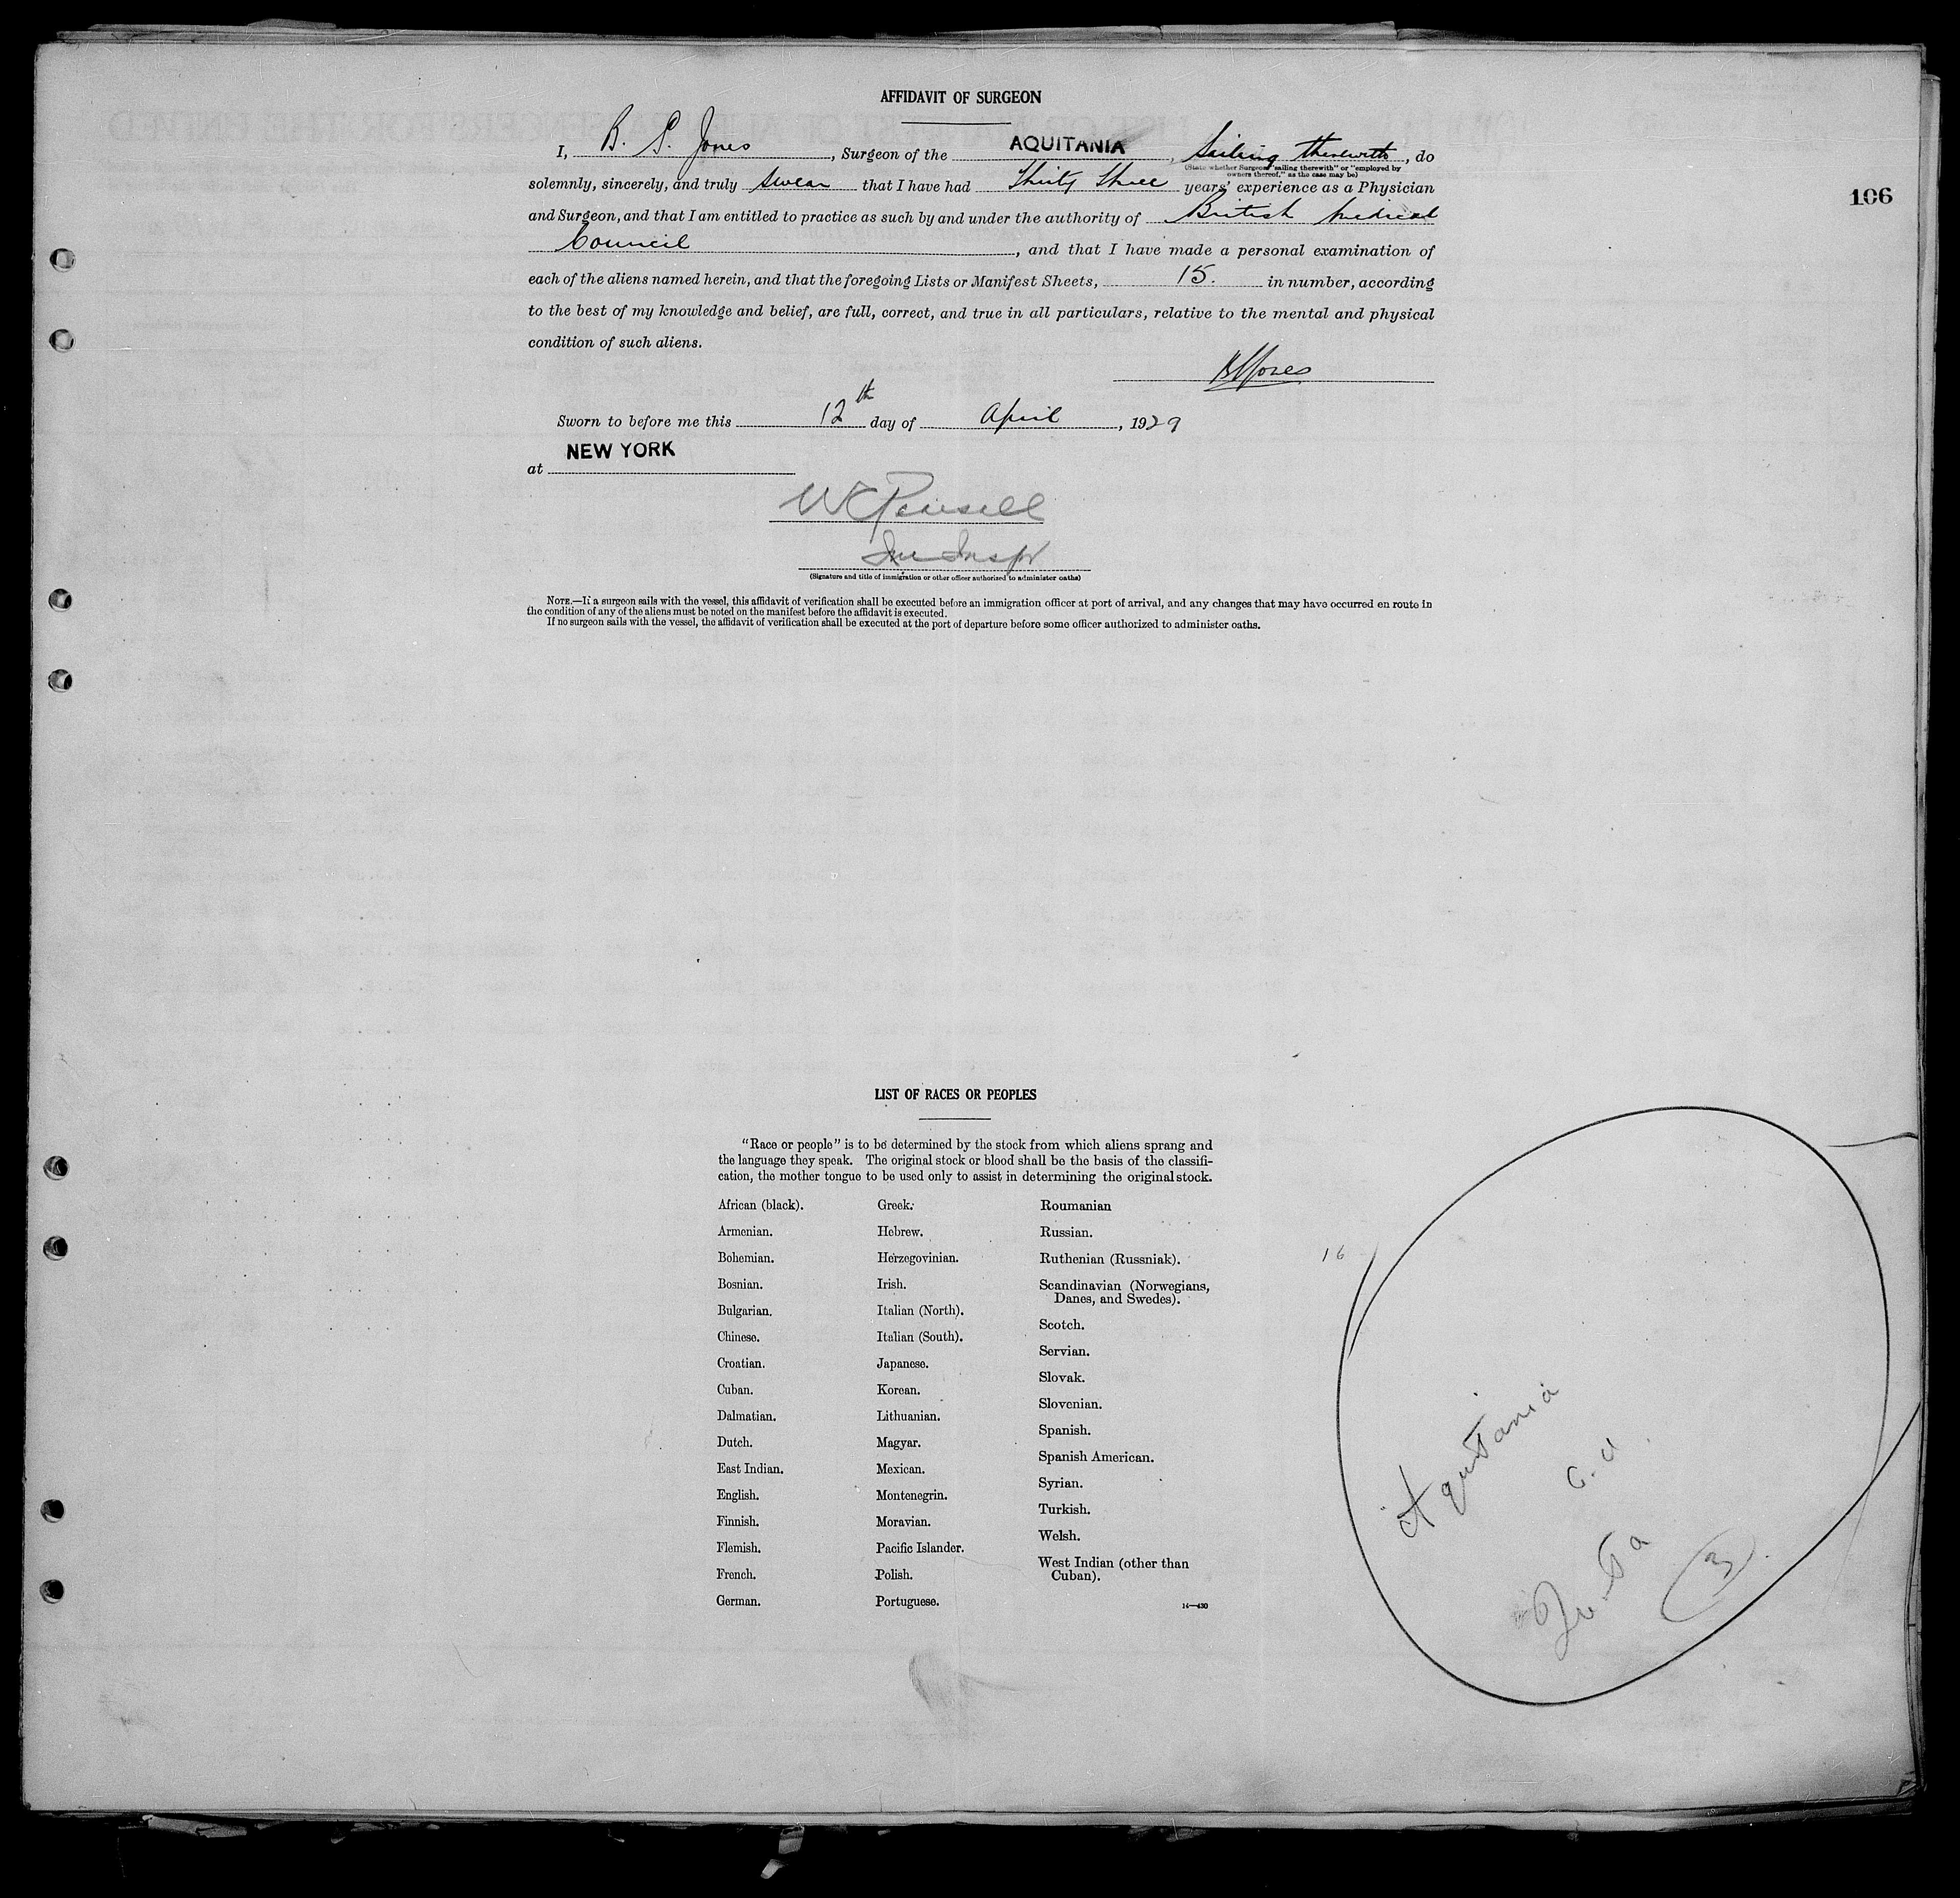 AFFIDAVIT OF SURGEON
I, B. S. Jones, Surgeon of the AQUITANIA, Sailing therewith, do
(State whether Surgeon "sailing therewith" or "employed by
owners thereof," as the case may be)
solemnly, sincerely, and truly swear that I have had Thirty Three years' experience as a Physician
106
and Surgeon, and that I am entitled to practice as such by and under the authority of British Medical
Council, and that I have made a personal examination of
each of the aliens named herein, and that the foregoing Lists or Manifest Sheets, 15. in number, according
to the best of my knowledge and belief, are full, correct, and true in all particulars, relative to the mental and physical
condition of such aliens.
BSJones
Sworn to before me this 12th day of April, 1929
at NEW YORK
Im Inspr
(Signature and title of immigration or other officer authorized to administer oaths)
NOTE.—If a surgeon sails with the vessel, this affidavit of verification shall be executed before an immigration officer at port of arrival, and any changes that may have occurred en route in
the condition of any of the aliens must be noted on the manifest before the affidavit is executed.
If no surgeon sails with the vessel, the affidavit of verification shall be executed at the port of departure before some officer authorized to administer oaths.
LIST OF RACES OR PEOPLES
"Race or people" is to be determined by the stock from which aliens sprang and
the language they speak. The original stock or blood shall be the basis of the classifi-
cation, the mother tongue to be used only to assist in determining the original stock.
African (black).
Armenian.
Bohemian.
Bosnian.
Bulgarian.
Chinese.
Croatian.
Cuban.
Dalmatian.
Dutch.
East Indian.
English.
Finnish.
Flemish.
French.
German.
Greek.
Hebrew.
Herzegovinian.
Irish.
Italian (North).
Italian (South).
Japanese.
Korean.
Lithuanian.
Magyar.
Mexican.
Montenegrin.
Moravian.
Pacific Islander.
Polish.
Portuguese.
Roumanian
Russian.
Ruthenian (Russniak).
Scandinavian (Norwegians,
Danes, and Swedes).
Scotch.
Servian.
Slovak.
Slovenian.
Spanish.
Spanish American.
Syrian.
Turkish.
Welsh.
West Indian (other than
Cuban).
14—430
16
Aquitania
3